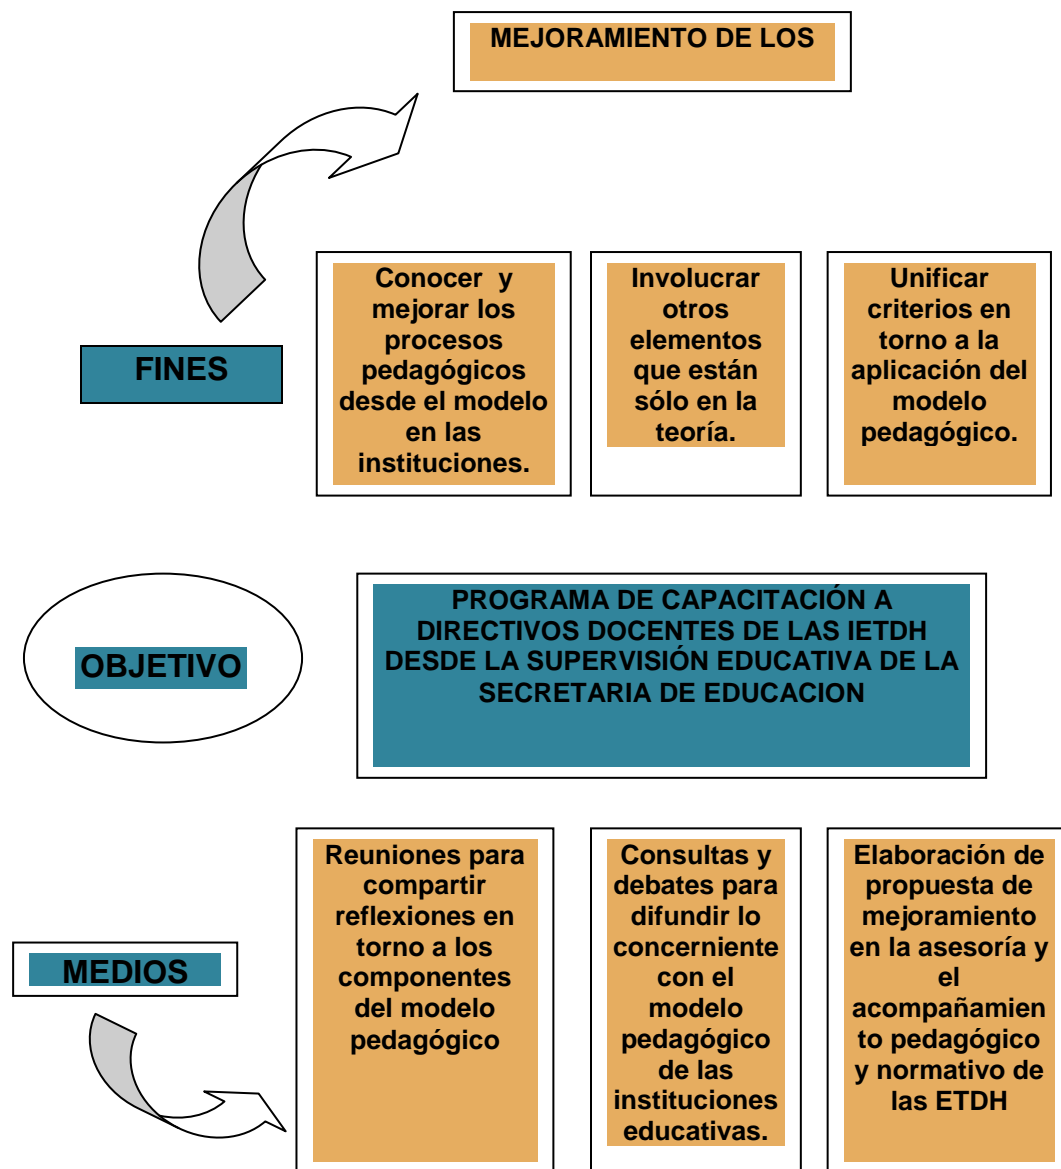 MEJORAMIENTO DE LOS
FINES
Conocer y
mejorar los
procesos
pedagógicos
desde el modelo
en las
instituciones.
Involucrar
otros
elementos
que están
sólo en la
teoría.
Unificar
criterios en
torno a la
aplicación del
modelo
pedagógico.
OBJETIVO
PROGRAMA DE CAPACITACIÓN A
DIRECTIVOS DOCENTES DE LAS IETDH
DESDE LA SUPERVISIÓN EDUCATIVA DE LA
SECRETARIA DE EDUCACION
MEDIOS
Reuniones para
compartir
reflexiones en
torno a los
componentes
del modelo
pedagógico
Consultas y
debates para
difundir lo
concerniente
con el
modelo
pedagógico
de las
instituciones
educativas.
Elaboración de
propuesta de
mejoramiento
en la asesoría y
el
acompañamien
to pedagógico
y normativo de
las ETDH